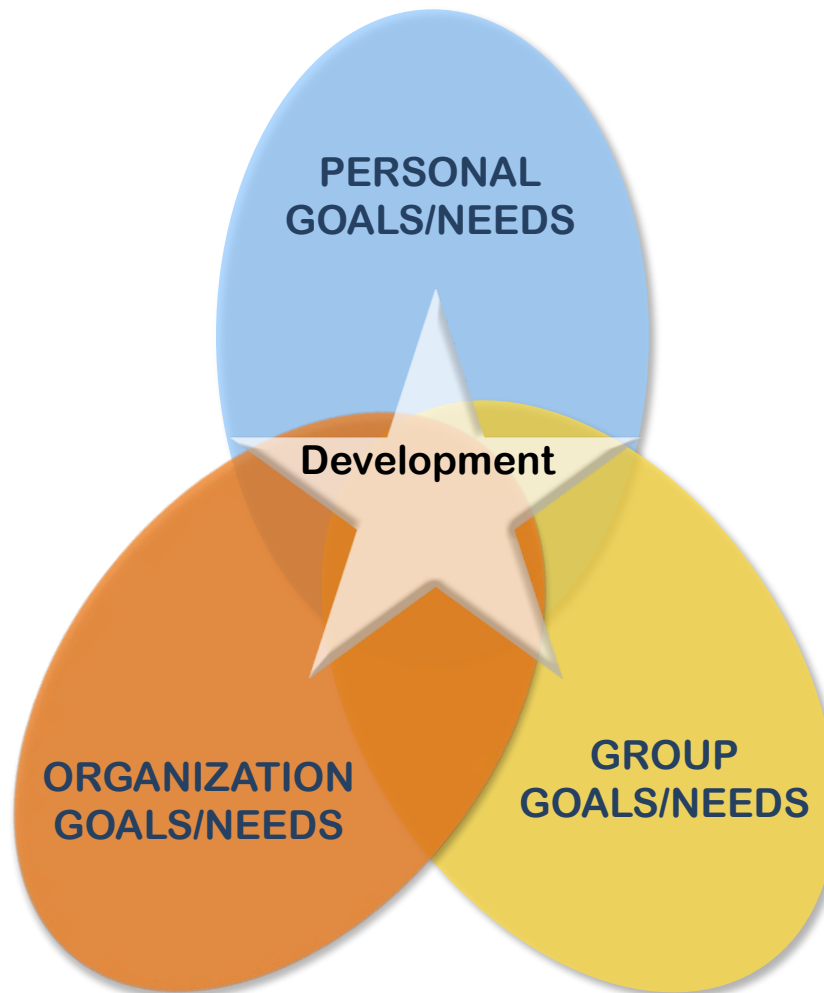 PERSONAL
GOALS/NEEDS
Development
ORGANIZATION
GOALS/NEEDS
GROUP
GOALS/NEEDS